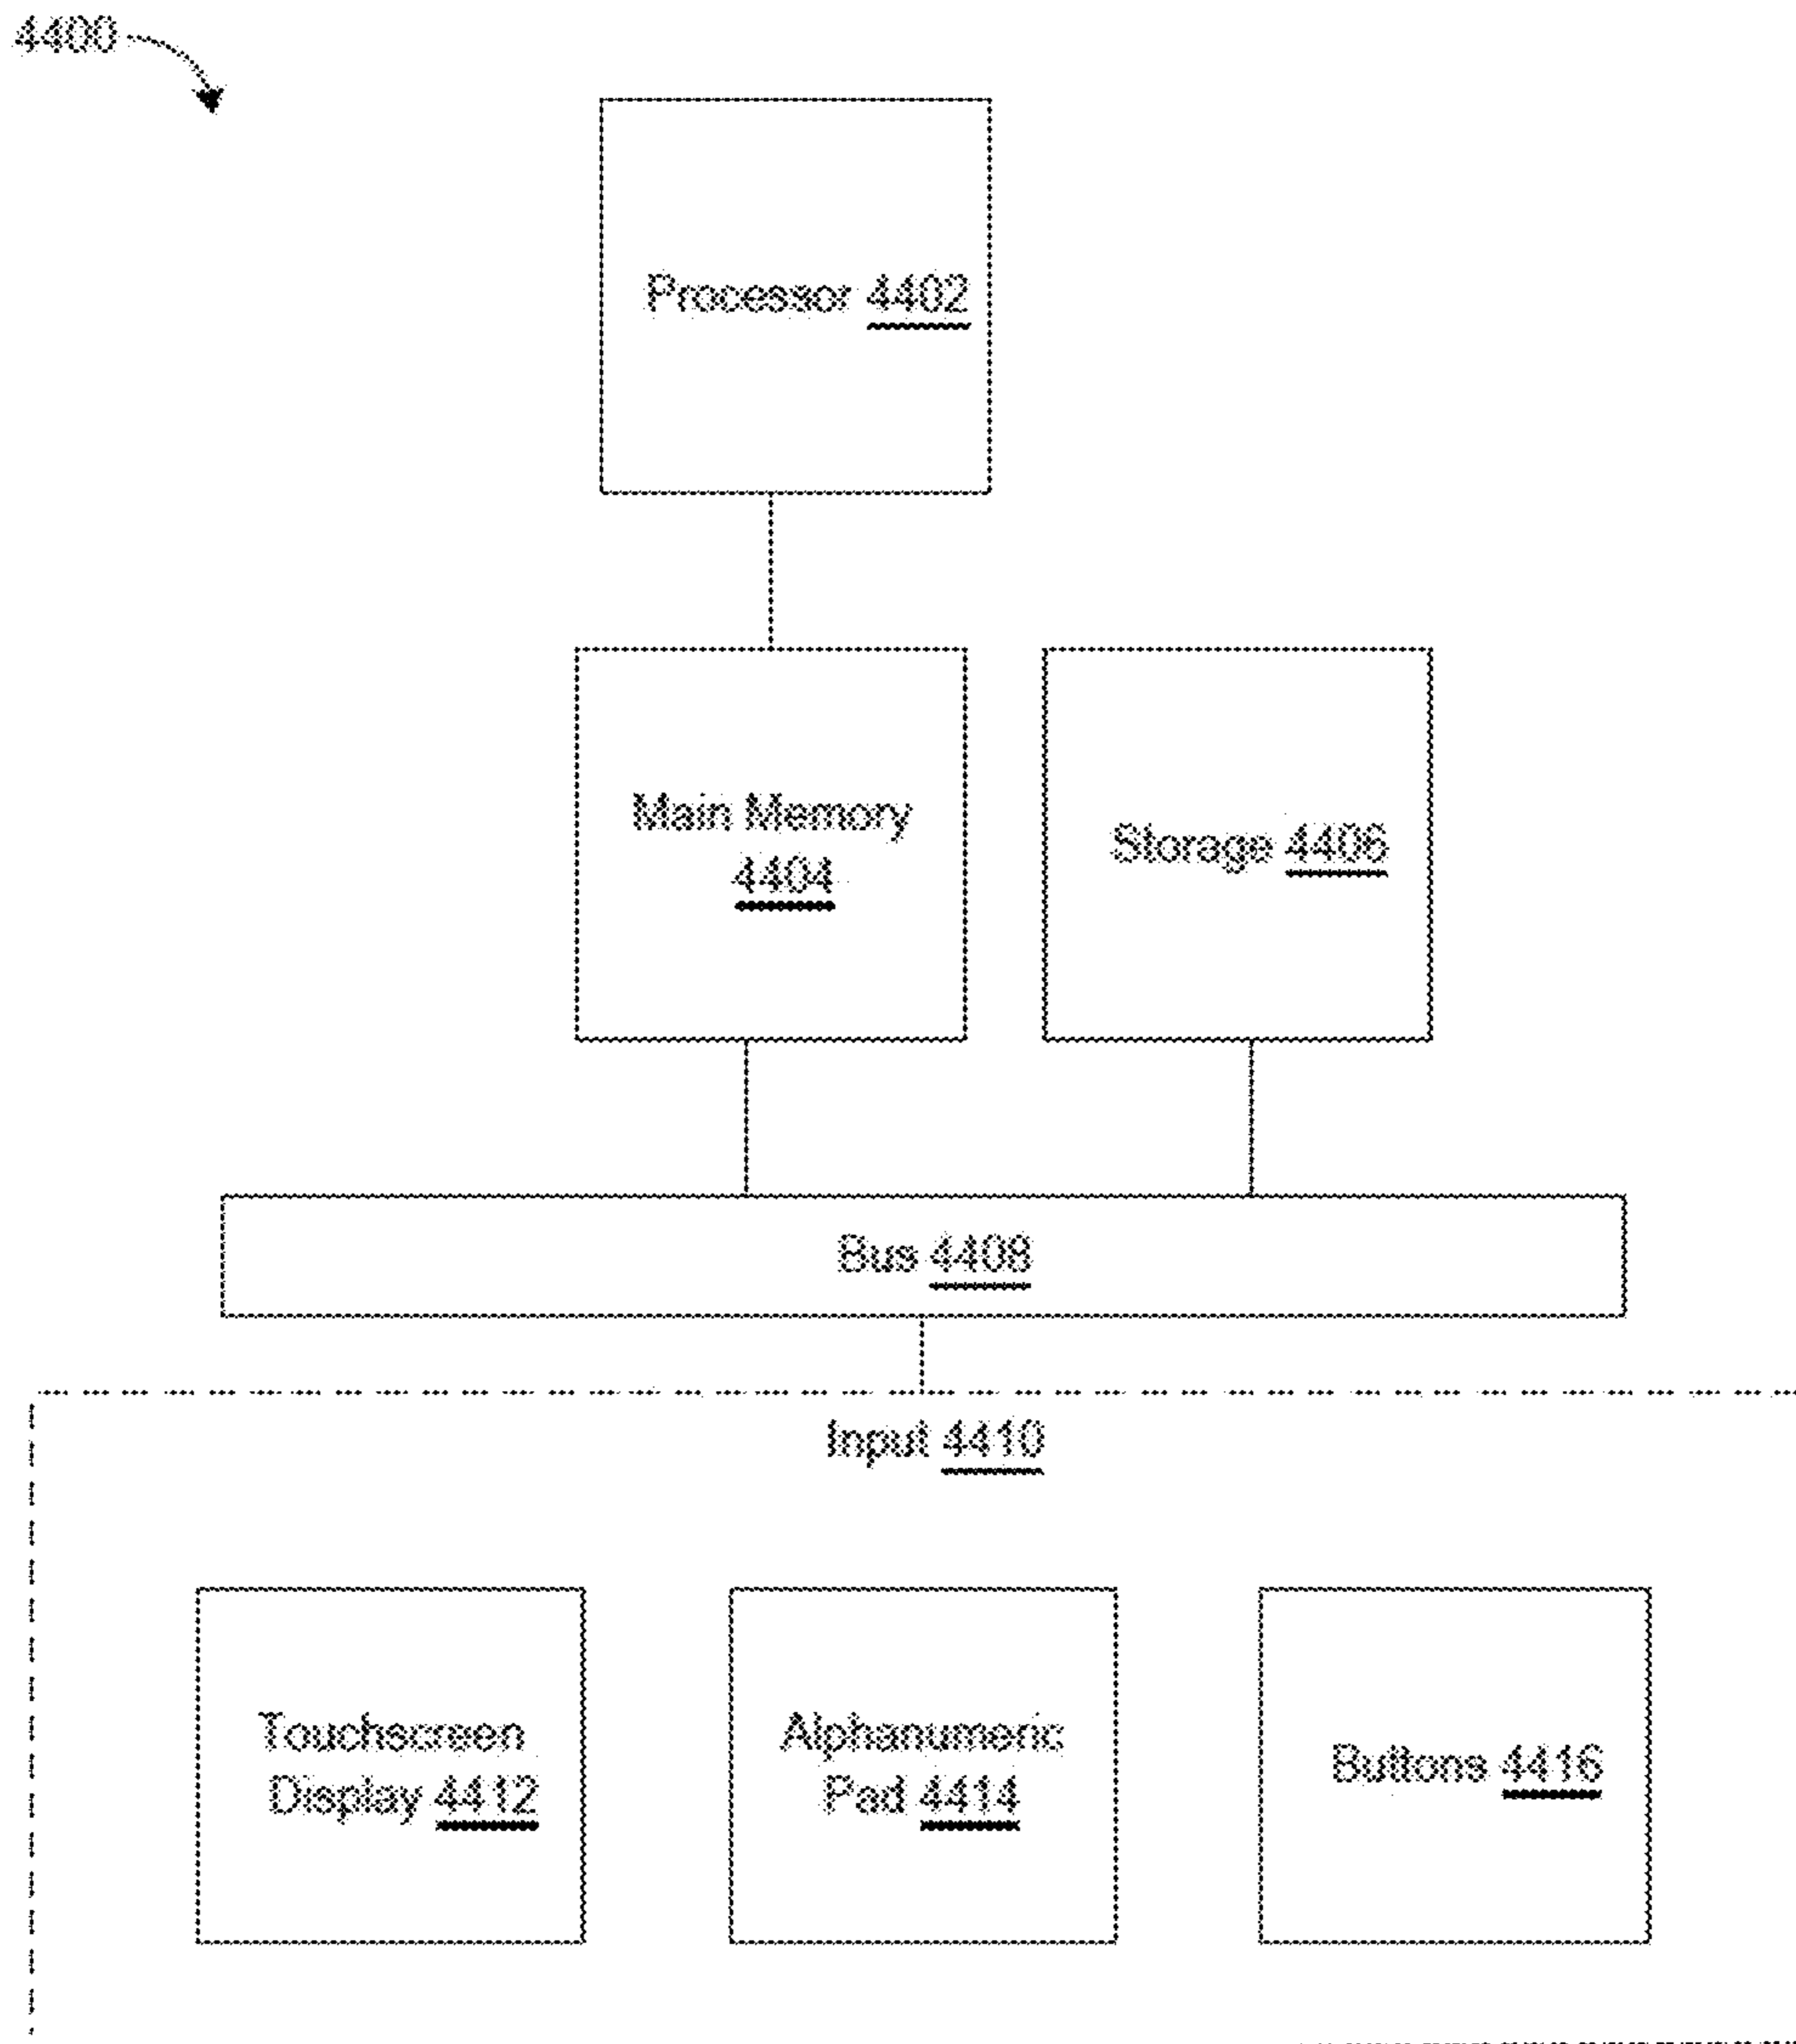 4400
Processor 4402
Main Memory
4404
Storage 4406
Bus 4408
Input 4410
Touchscreen
Display 4412
Alphanumeric
Pad 4414
Buttons 4416